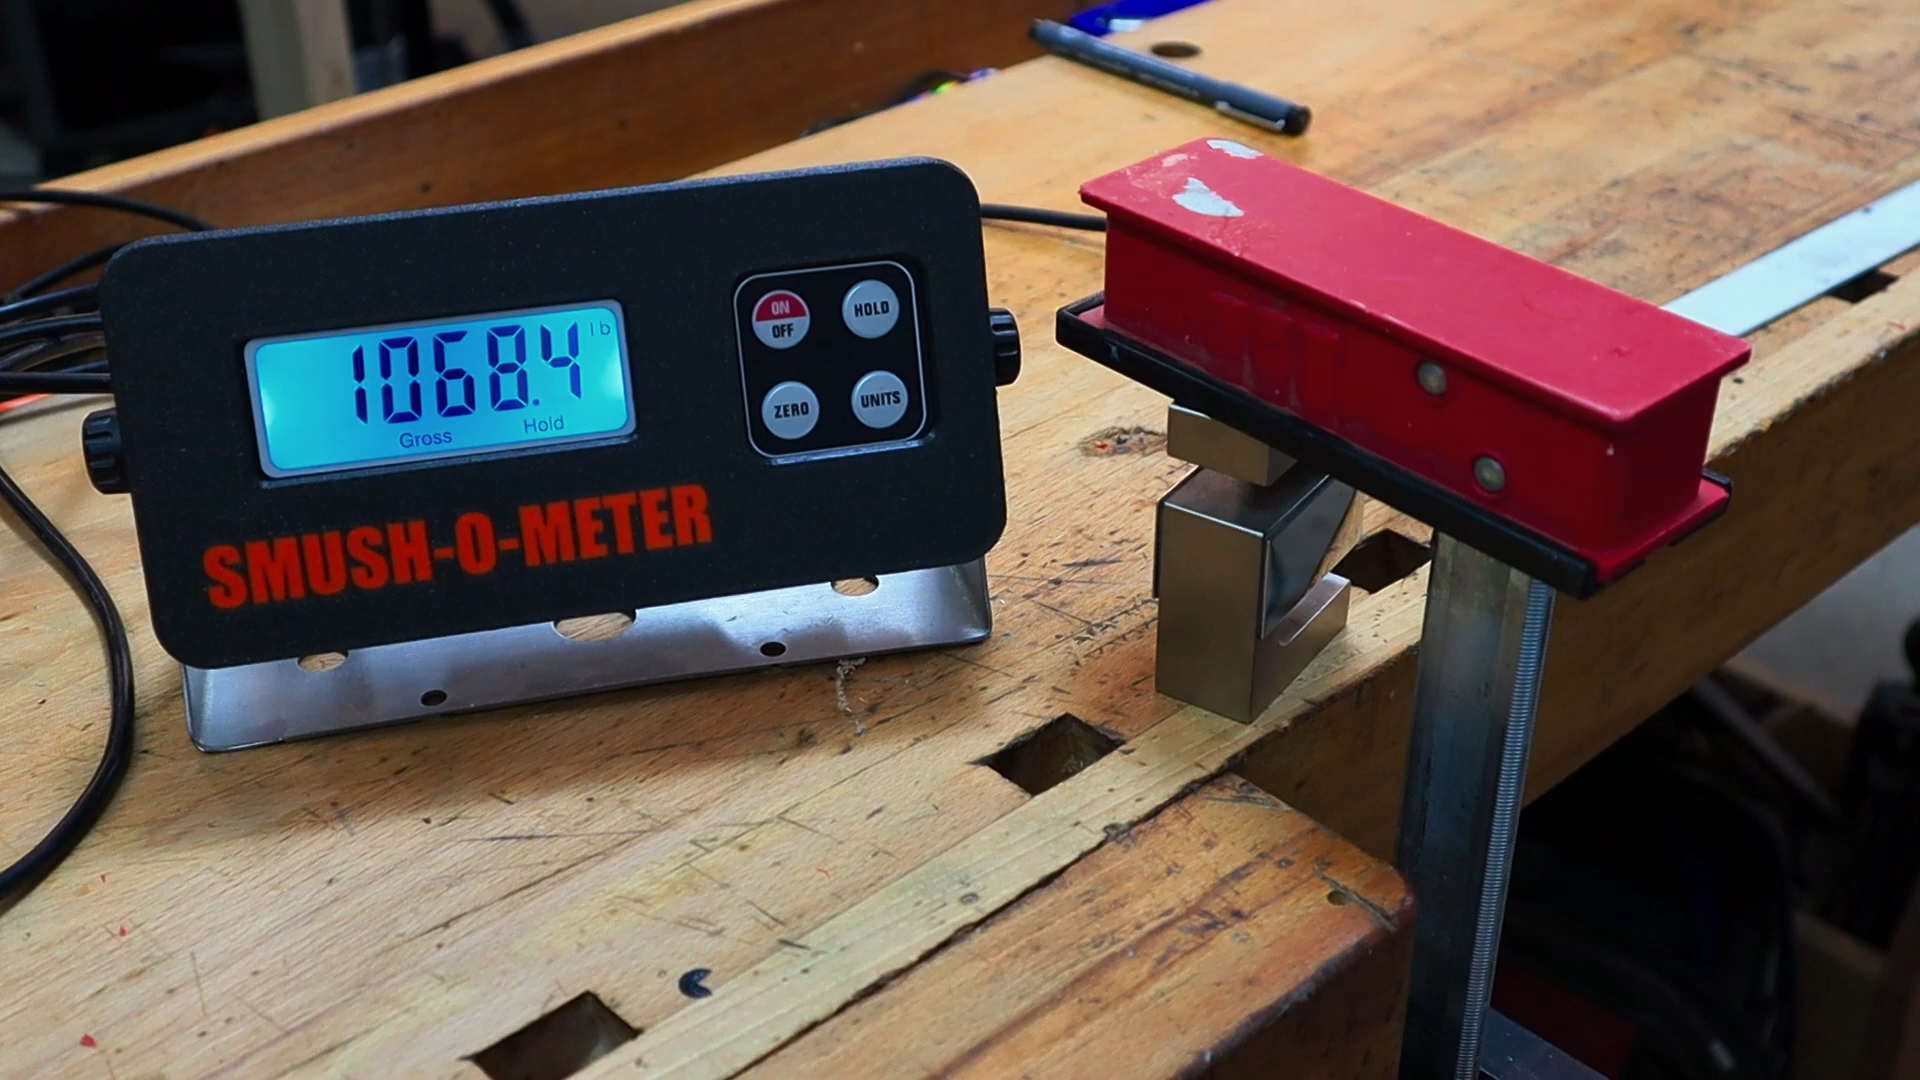 1068.4 lb
Gross Hold
ON
OFF
HOLD
ZERO
UNITS
SMUSH-O-METER